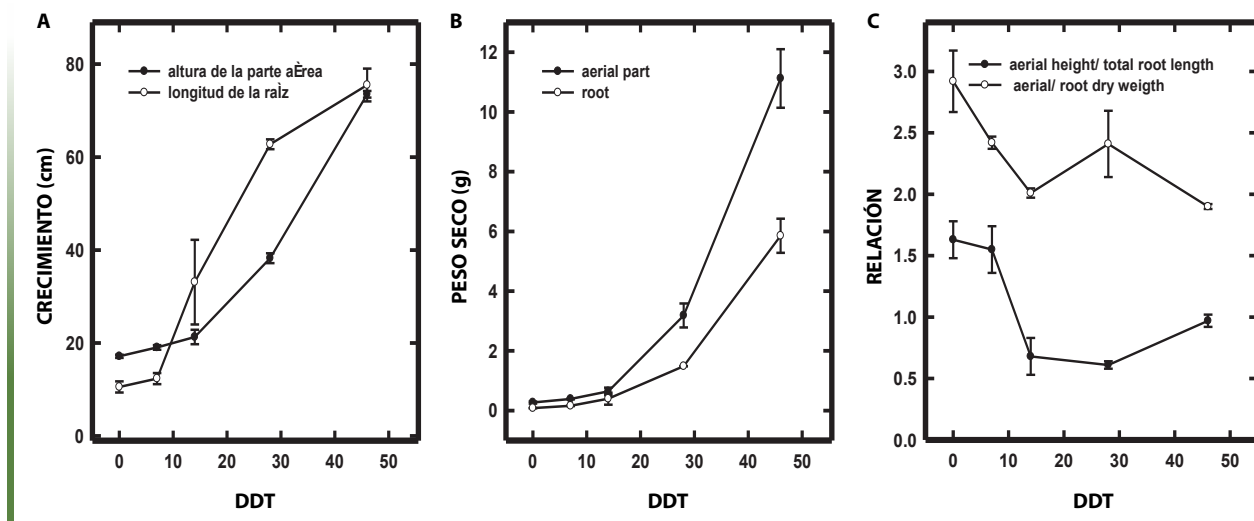 A
CRECIMIENTO (cm)
80
60
40
20
0
altura de la parte aÈrea
longitud de la raÌz
0 10 20 30 40 50
DDT
B
PESO SECO (g)
12
10
8
6
4
2
0
aerial part
root
0 10 20 30 40 50
DDT
C
RELACIÓN
3.0
2.5
2.0
1.5
1.0
0.5
0.0
aerial height/ total root length
aerial/ root dry weigth
0 10 20 30 40 50
DDT